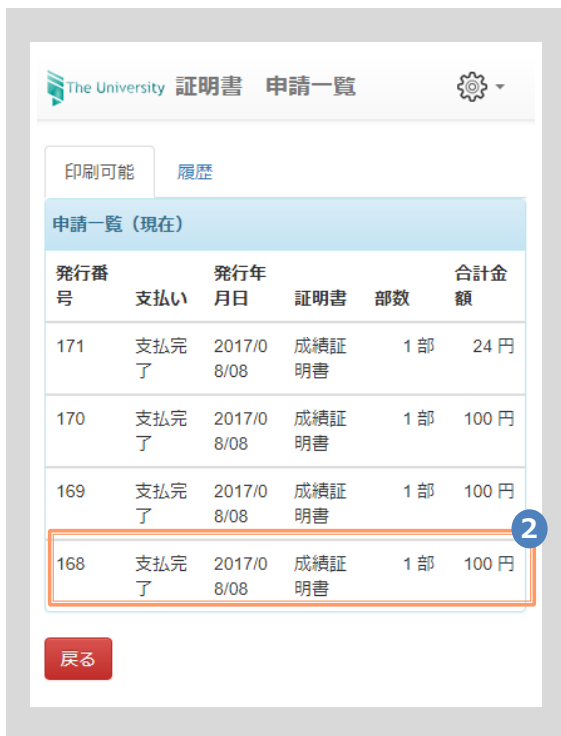 The University 証明書　申請一覧
印刷可能 履歴
申請一覧（現在）
発行番 発行年 合計金
号 支払い 月日 証明書 部数 額
171 支払完 2017/0 成績証 1 部 24 円
了 8/08 明書
170 支払完 2017/0 成績証 1 部 100 円
了 8/08 明書
169 支払完 2017/0 成績証 1 部 100 円
了 8/08 明書
2
168 支払完 2017/0 成績証 1 部 100 円
了 8/08 明書
戻る